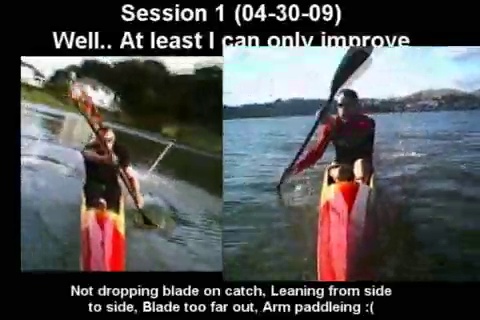 Session 1 (04-30-09)
Well.. At least I can only improve
Not dropping blade on catch, Leaning from side
to side, Blade too far out, Arm paddleing :(